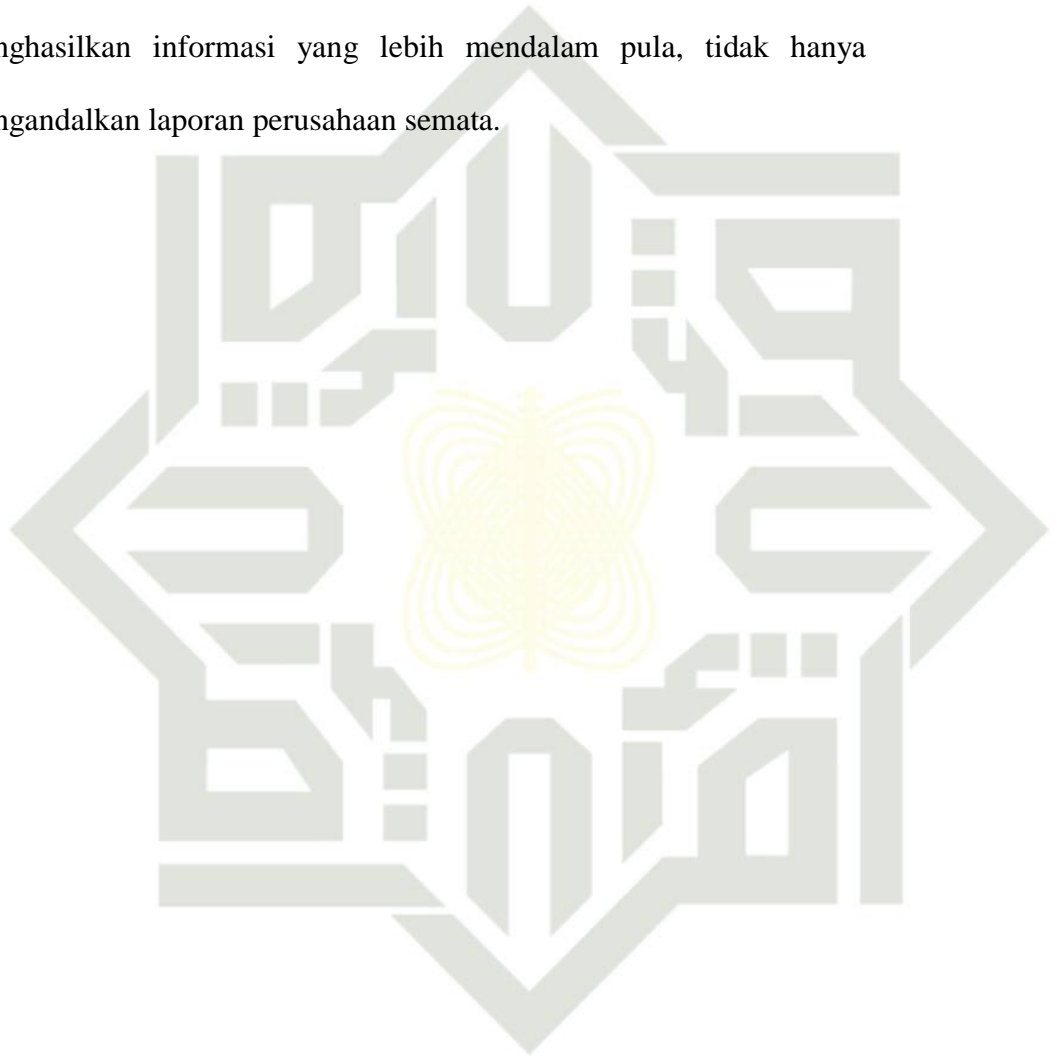 nghasilkan informasi yang lebih mendalam pula, tidak hanya
ngandalkan laporan perusahaan semata.